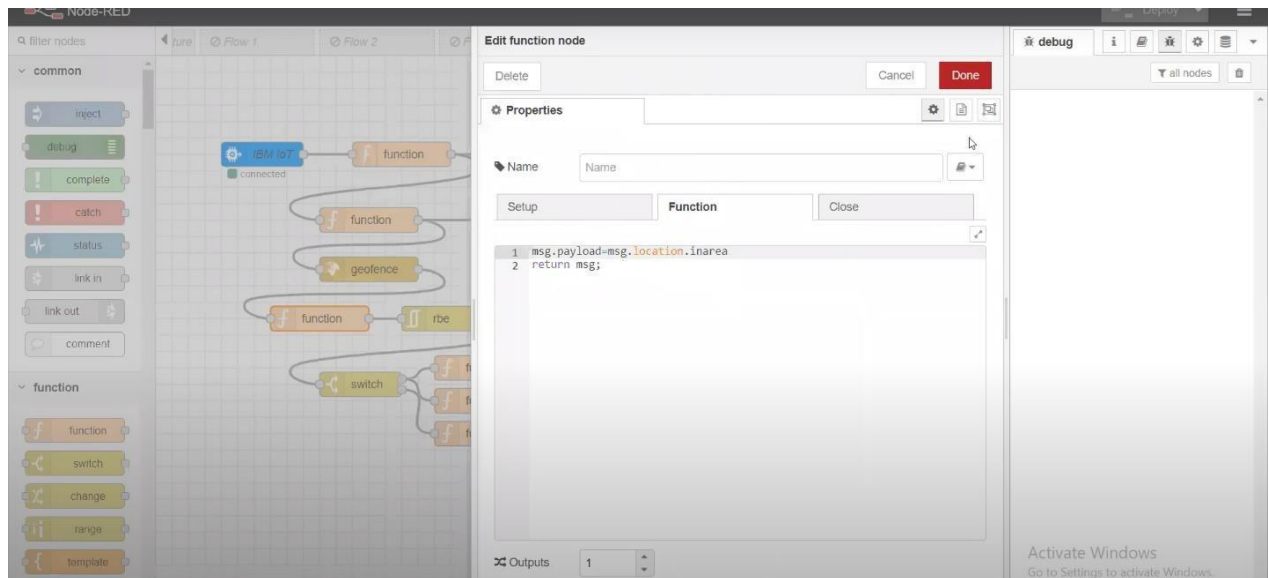 Node-RED
Deploy
filter nodes
common
inject
debug
complete
catch
status
link in
link out
comment
function
function
switch
change
range
template
ture
Flow 1
Flow 2
F
IBM IoT
connected
function
function
geofence
function
rbe
switch
Edit function node
Delete
Cancel
Done
Properties
Name
Name
Setup
Function
Close
1 msg.payload=msg.location.inarea
2 return msg;
Outputs
1
debug
i
all nodes
Activate Windows
Go to Settings to activate Windows.